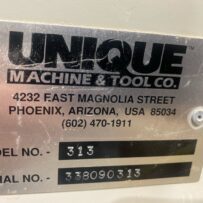 UNIQUE™
MACHINE & TOOL CO.
4232 EAST MAGNOLIA STREET
PHOENIX, ARIZONA, USA 85034
(602) 470-1911
DEL NO. - 313
IAL NO. - 338090313